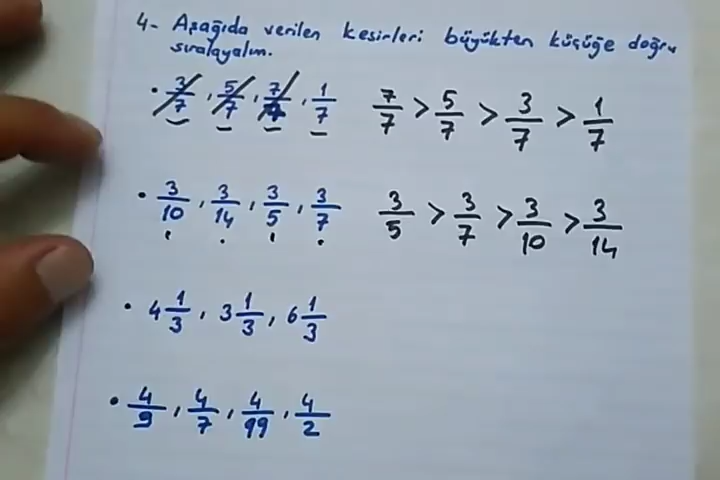 4- Aşağıda verilen kesirleri büyükten küçüğe doğru
sıralayalım.
• 3/7, 5/7, 7/7, 1/7 7/7 > 5/7 > 3/7 > 1/7
• 3/10, 3/14, 3/5, 3/7 3/5 > 3/7 > 3/10 > 3/14
• 4 1/3, 3 1/3, 6 1/3
• 4/9, 4/7, 4/99, 4/2